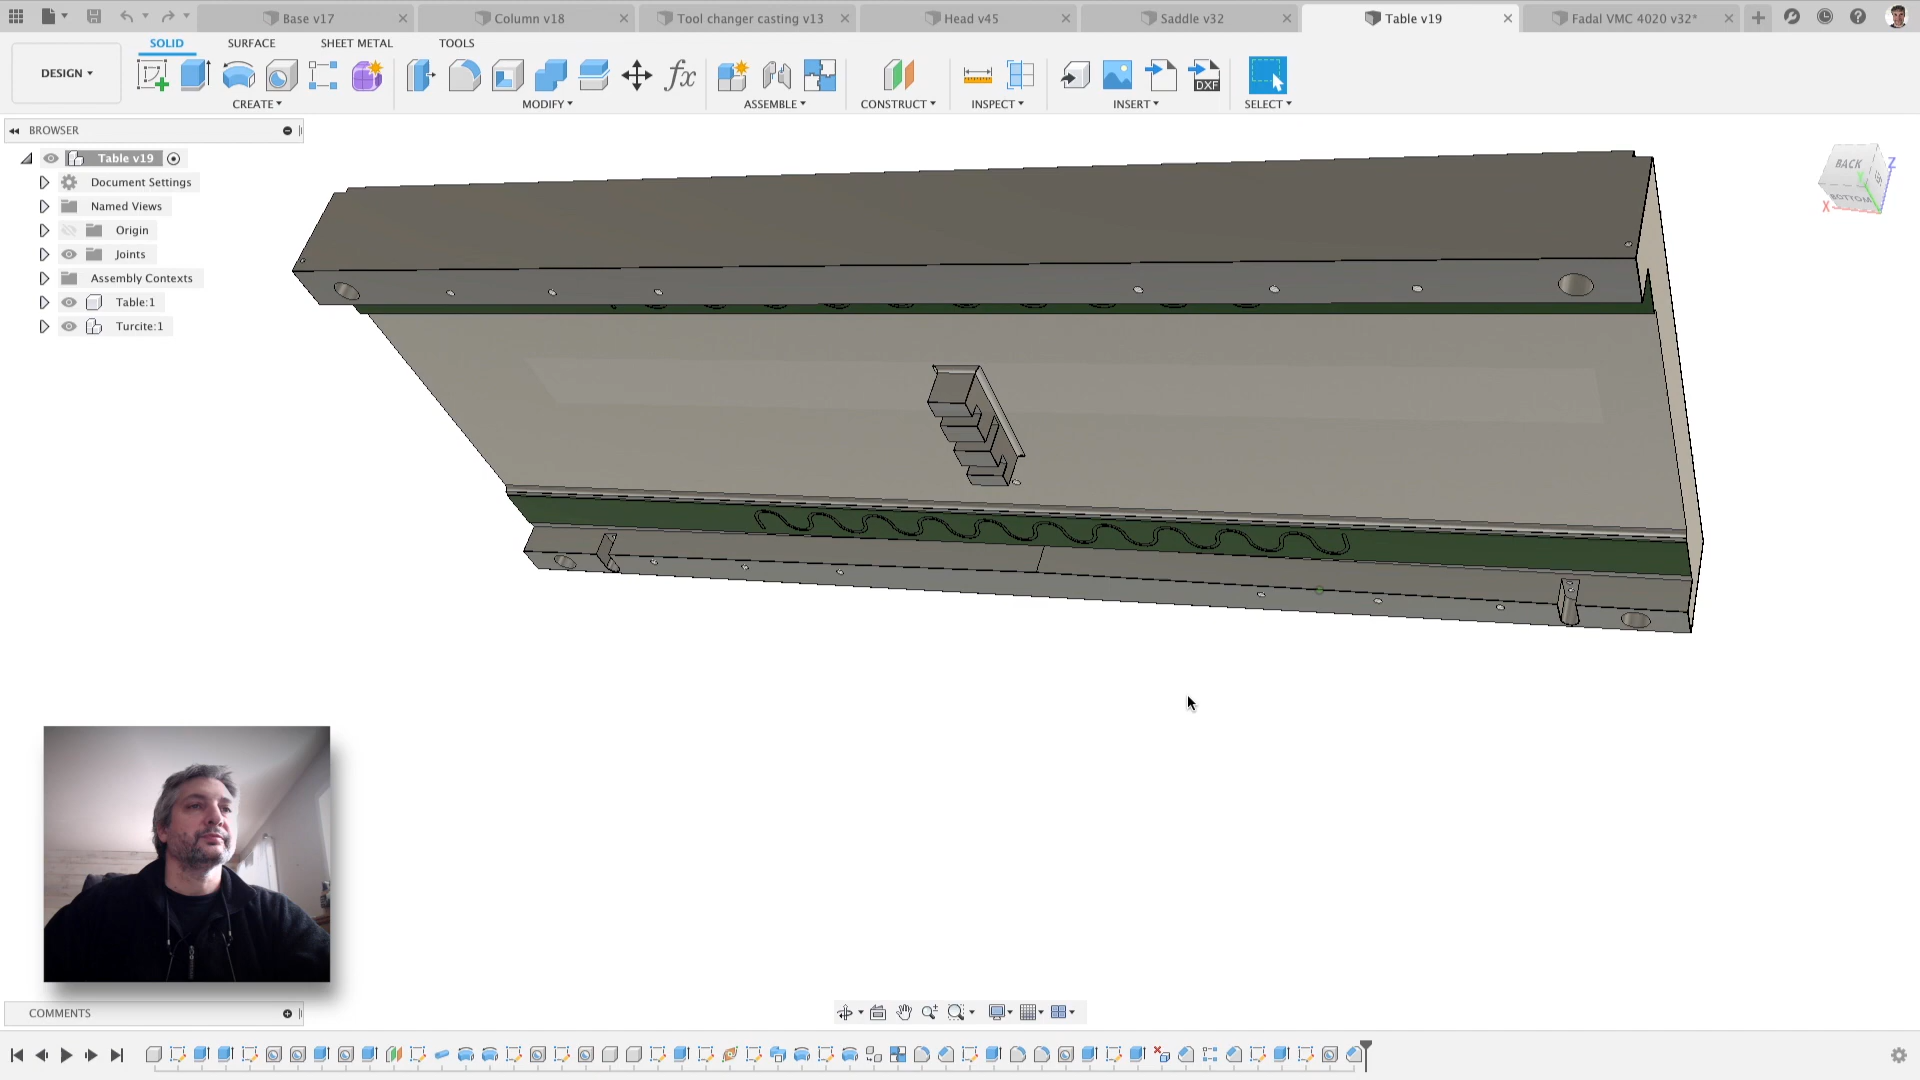 Base v17
Column v18
Tool changer casting v13
Head v45
Saddle v32
Table v19
Fadal VMC 4020 v32*
SOLID
SURFACE
SHEET METAL
TOOLS
DESIGN
CREATE
MODIFY
ASSEMBLE
CONSTRUCT
INSPECT
INSERT
SELECT
DXF
BROWSER
Table v19
Document Settings
Named Views
Origin
Joints
Assembly Contexts
Table:1
Turcite:1
BACK
BOTTOM
X
Y
Z
COMMENTS